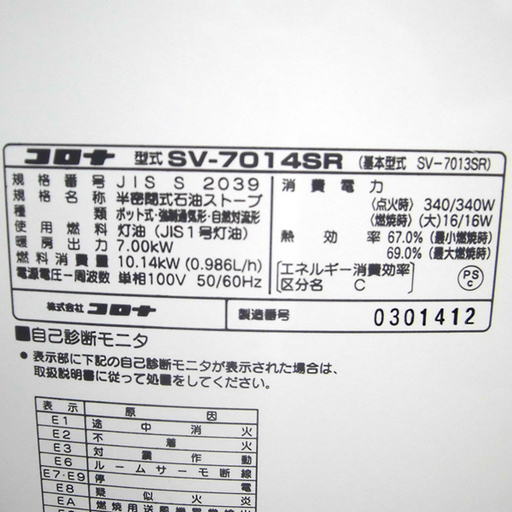 コロナ 型式 SV-7014SR (基本型式 SV-7013SR)
規格番号 JIS S 2039
規格名称 半密閉式石油ストーブ
種類 ポット式・強制通気形・自然対流形
使用燃料 灯油(JIS1号灯油)
暖房出力 7.00kW
燃料消費量 10.14kW (0.986L/h)
電源電圧-周波数 単相100V 50/60Hz
消費電力
(点火時) 340/340W
(燃焼時) (大)16/16W
熱効率 67.0% (最小燃焼時)
69.0% (最大燃焼時)
[エネルギー消費効率]
[区分名 C]
PS
C
株式会社 コロナ
製造番号 0301412
■自己診断モニタ
● 表示部に下記の自己診断モニタが表示された場合は、
取扱説明書に従って処置をしてください。
表示 原因
E1 途中消火
E2 不着火
E3 対震作動
E6 ルームサーモ断線
E7・E9 停電
E8 疑似火炎
EA